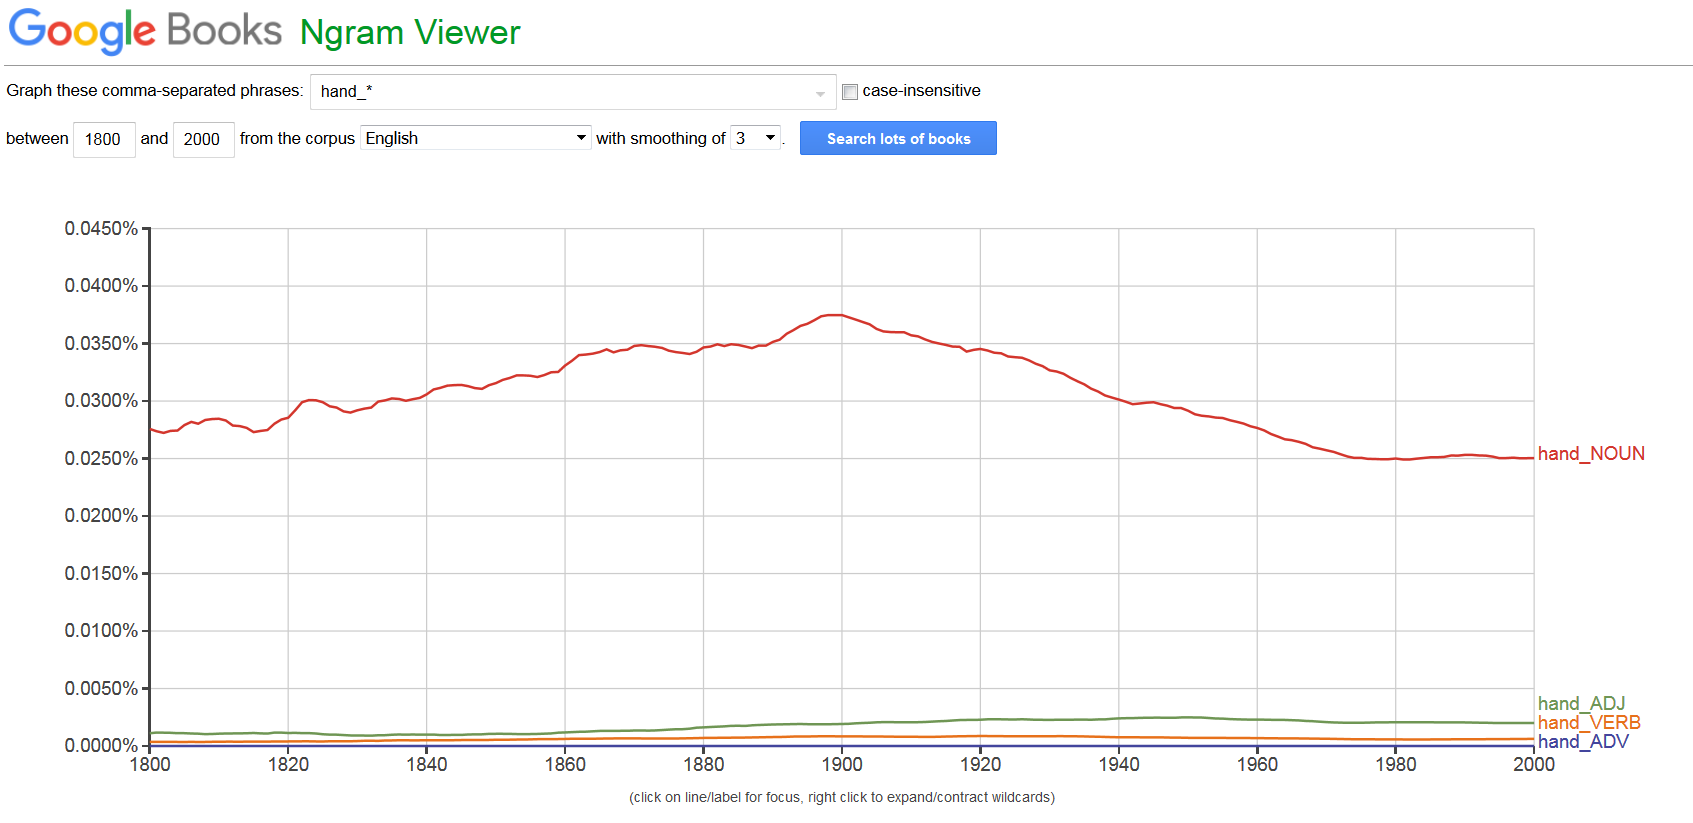 Google Books Ngram Viewer
Graph these comma-separated phrases: hand_* case-insensitive
between 1800 and 2000 from the corpus English with smoothing of 3 . Search lots of books
0.0450%
0.0400%
0.0350%
0.0300%
0.0250%
0.0200%
0.0150%
0.0100%
0.0050%
0.0000%
hand_NOUN
hand_ADJ
hand_VERB
hand_ADV
1800 1820 1840 1860 1880 1900 1920 1940 1960 1980 2000
(click on line/label for focus, right click to expand/contract wildcards)